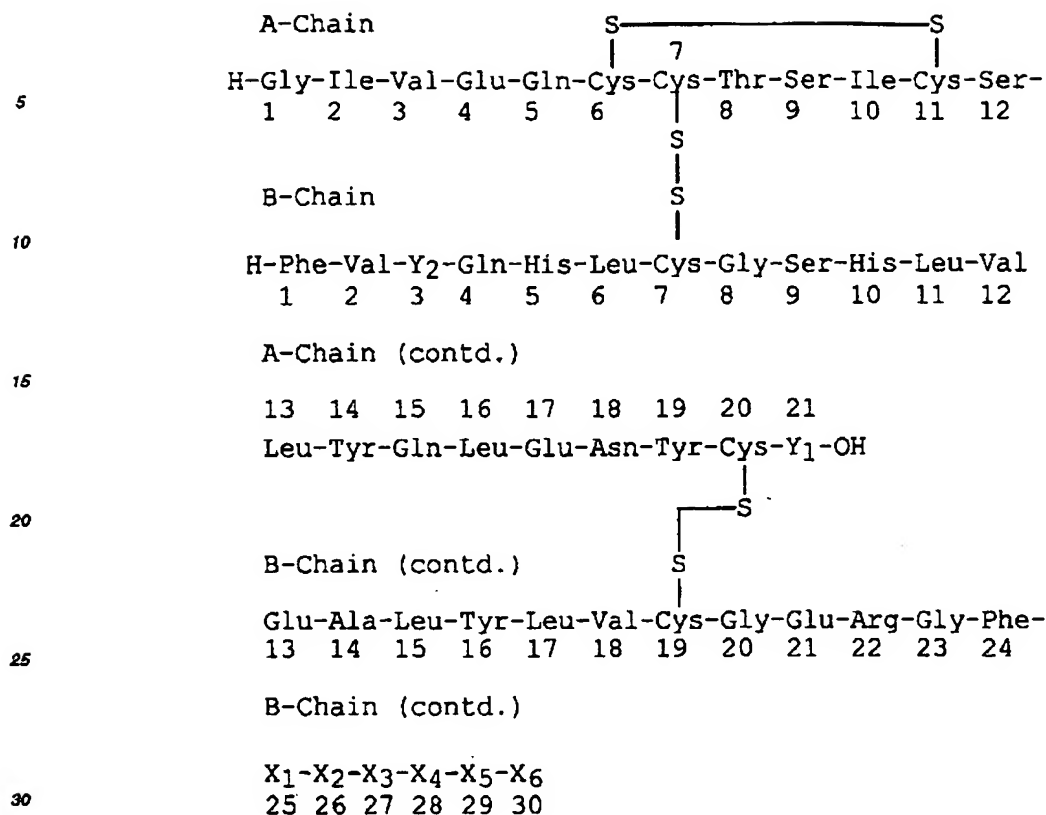 A-Chain S S
7
H-Gly-Ile-Val-Glu-Gln-Cys-Cys-Thr-Ser-Ile-Cys-Ser-
5
1 2 3 4 5 6 8 9 10 11 12
S
B-Chain S
10
H-Phe-Val-Y2-Gln-His-Leu-Cys-Gly-Ser-His-Leu-Val
1 2 3 4 5 6 7 8 9 10 11 12
A-Chain (contd.)
15
13 14 15 16 17 18 19 20 21
Leu-Tyr-Gln-Leu-Glu-Asn-Tyr-Cys-Y1-OH
S
20
B-Chain (contd.) S
Glu-Ala-Leu-Tyr-Leu-Val-Cys-Gly-Glu-Arg-Gly-Phe-
13 14 15 16 17 18 19 20 21 22 23 24
25
B-Chain (contd.)
X1-X2-X3-X4-X5-X6
30
25 26 27 28 29 30